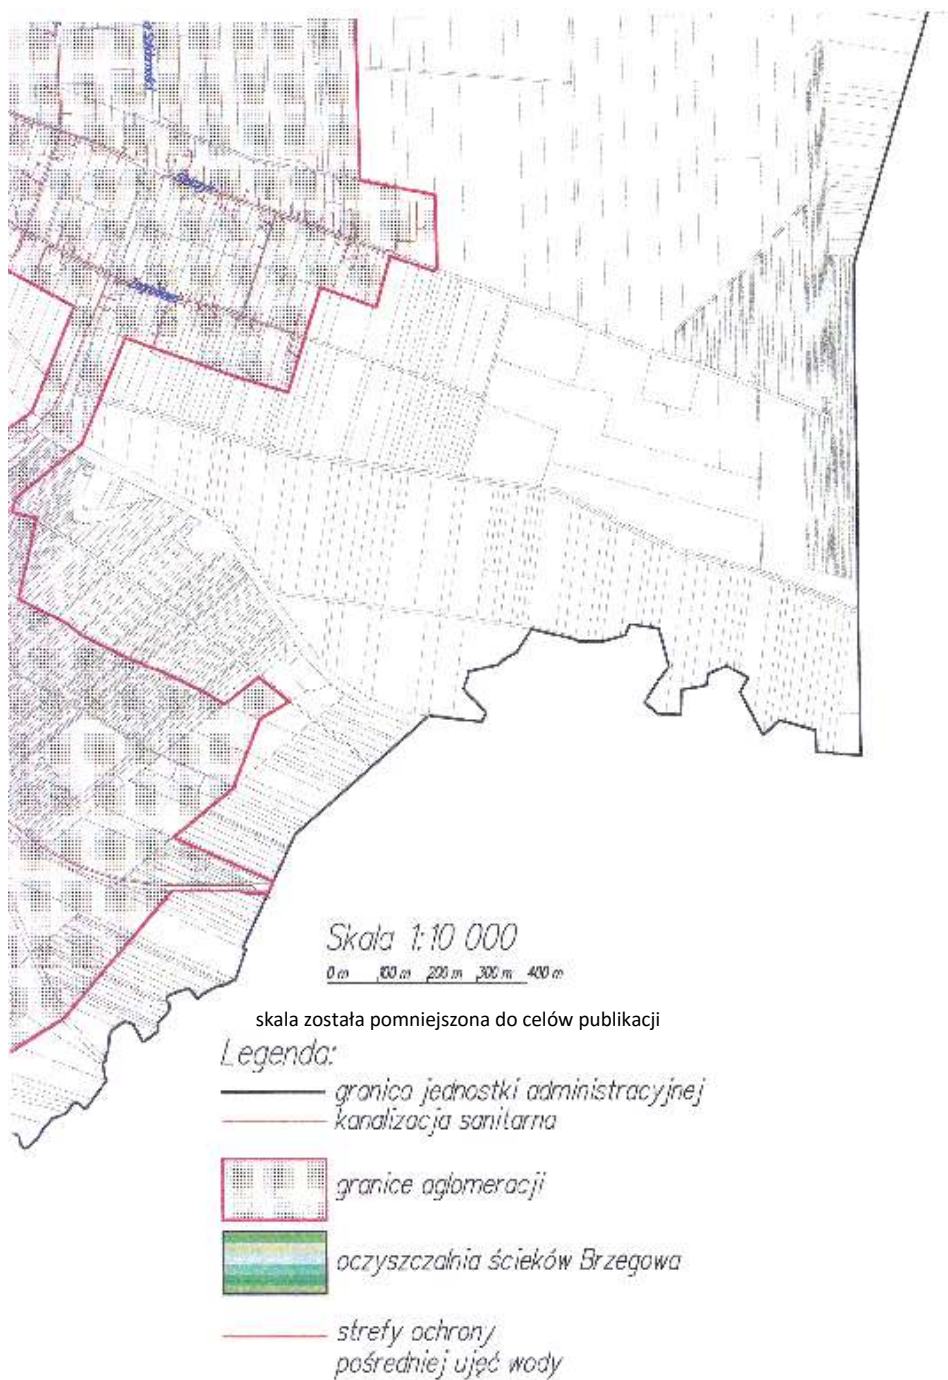 Skala 1:10 000
0 m 100 m 200 m 300 m 400 m
skala została pomniejszona do celów publikacji
Legenda:
granica jednostki administracyjnej
kanalizacja sanitarna
granice aglomeracji
oczyszczalnia ścieków Brzegowa
strefy ochrony
pośredniej ujęć wody